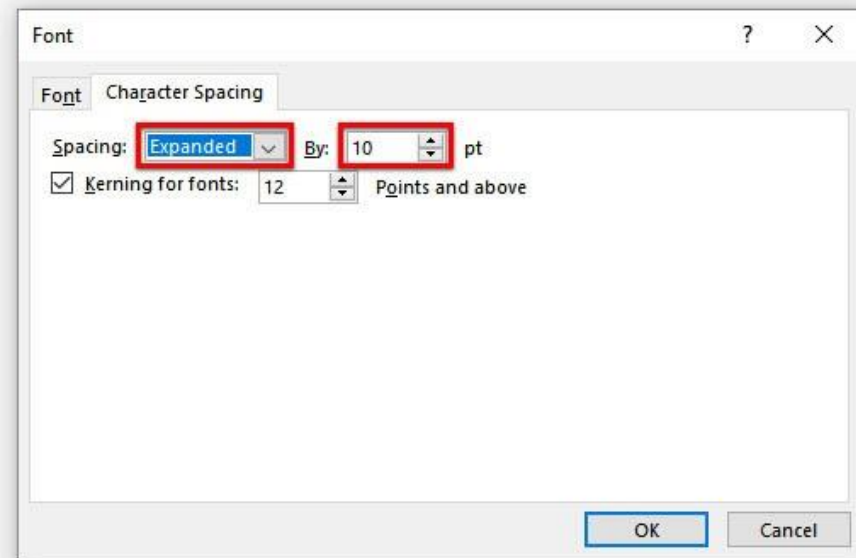 Font ?
Font Character Spacing
Spacing: Expanded By: 10 pt
Kerning for fonts: 12 Points and above
OK Cancel